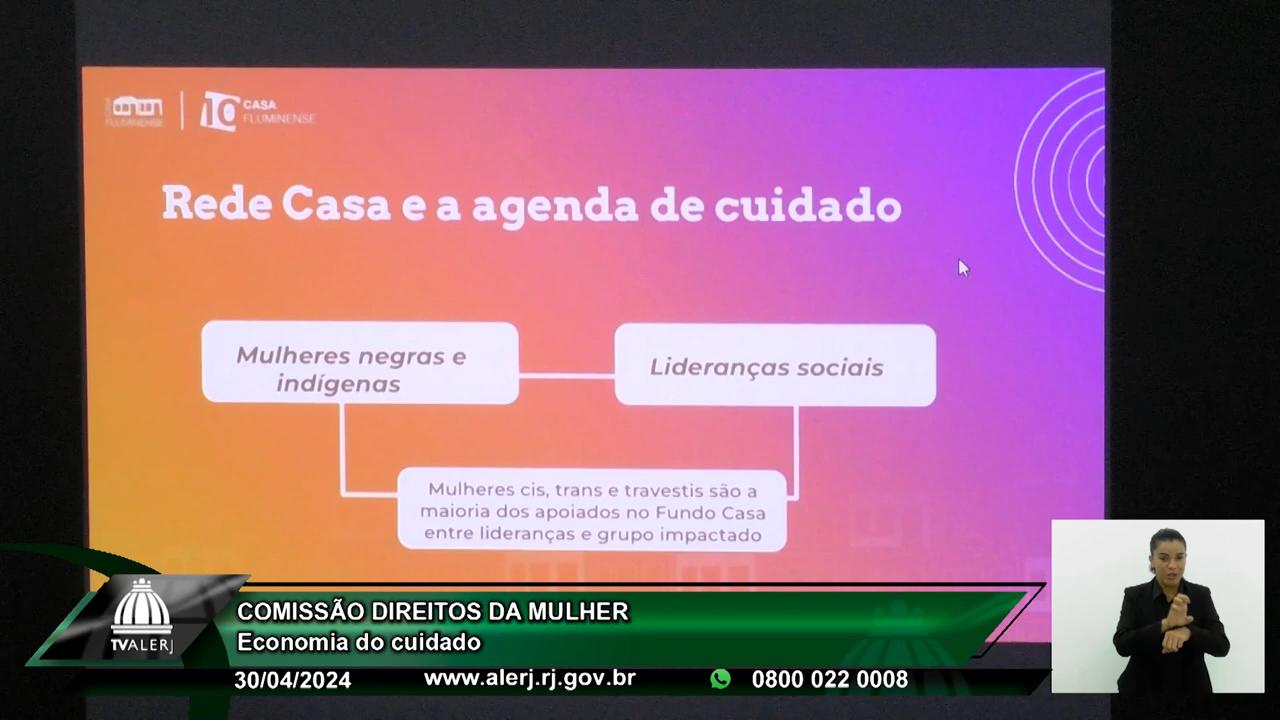 FLUMINENSE
10
CASA
FLUMINENSE
Rede Casa e a agenda de cuidado
Mulheres negras e
indígenas
Lideranças sociais
Mulheres cis, trans e travestis são a
maioria dos apoiados no Fundo Casa
entre lideranças e grupo impactado
COMISSÃO DIREITOS DA MULHER
Economia do cuidado
TVALERJ
30/04/2024
www.alerj.rj.gov.br
0800 022 0008